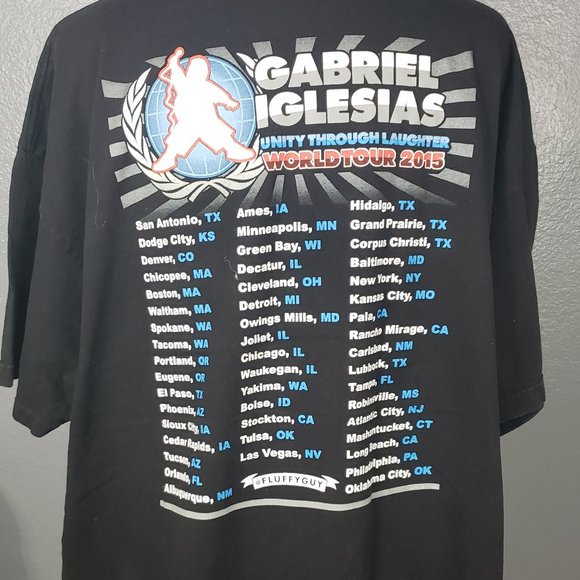 GABRIEL
IGLESIAS
UNITY THROUGH LAUGHTER
WORLD TOUR 2015
San Antonio, TX
Dodge City, KS
Denver, CO
Chicopee, MA
Boston, MA
Waltham, MA
Spokane, WA
Tacoma, WA
Portland, OR
Eugene, OR
El Paso, TX
Phoenix, AZ
Sioux City, IA
Cedar Rapids, IA
Tucson, AZ
Orlando, FL
Albuquerque, NM
Ames, IA
Minneapolis, MN
Green Bay, WI
Decatur, IL
Cleveland, OH
Detroit, MI
Owings Mills, MD
Joliet, IL
Chicago, IL
Waukegan, IL
Yakima, WA
Boise, ID
Stockton, CA
Tulsa, OK
Las Vegas, NV
Hidalgo, TX
Grand Prairie, TX
Corpus Christi, TX
Baltimore, MD
New York, NY
Kansas City, MO
Pala, CA
Rancho Mirage, CA
Carlsbad, NM
Lubbock, TX
Tampa, FL
Robinsville, MS
Atlantic City, NJ
Mashntucket, CT
Long Beach, CA
Philadelphia, PA
Oklahoma City, OK
#FLUFFYGUY